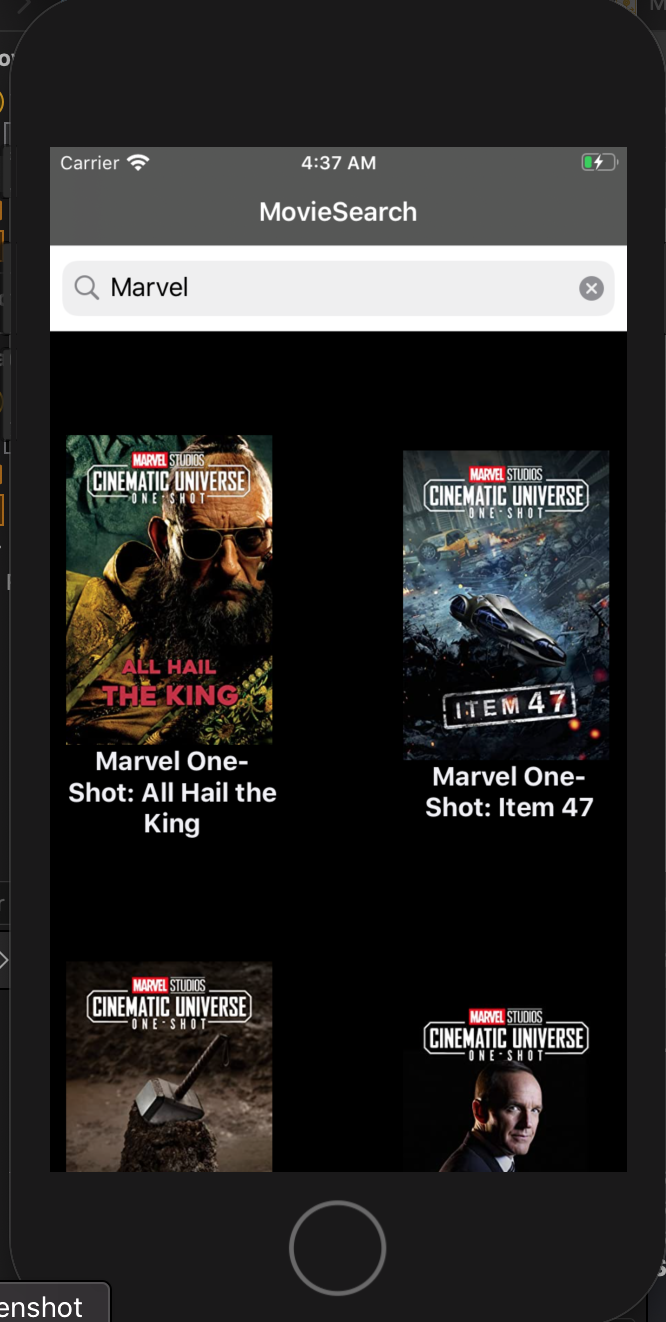 Carrier
4:37 AM
MovieSearch
Marvel
MARVEL STUDIOS
CINEMATIC UNIVERSE
ONE-SHOT
ALL HAIL
THE KING
Marvel One-
Shot: All Hail the
King
MARVEL STUDIOS
CINEMATIC UNIVERSE
ONE-SHOT
ITEM 47
Marvel One-
Shot: Item 47
MARVEL STUDIOS
CINEMATIC UNIVERSE
ONE-SHOT
MARVEL STUDIOS
CINEMATIC UNIVERSE
ONE-SHOT
enshot